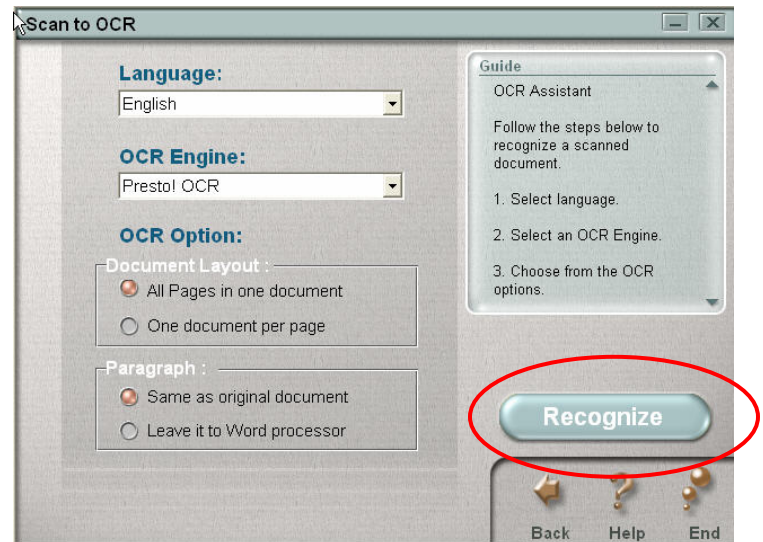 Scan to OCR
Language:
English
OCR Engine:
Presto! OCR
OCR Option:
Document Layout :
All Pages in one document
One document per page
Paragraph :
Same as original document
Leave it to Word processor
Guide
OCR Assistant
Follow the steps below to
recognize a scanned
document.
1. Select language.
2. Select an OCR Engine.
3. Choose from the OCR
options.
Recognize
Back Help End